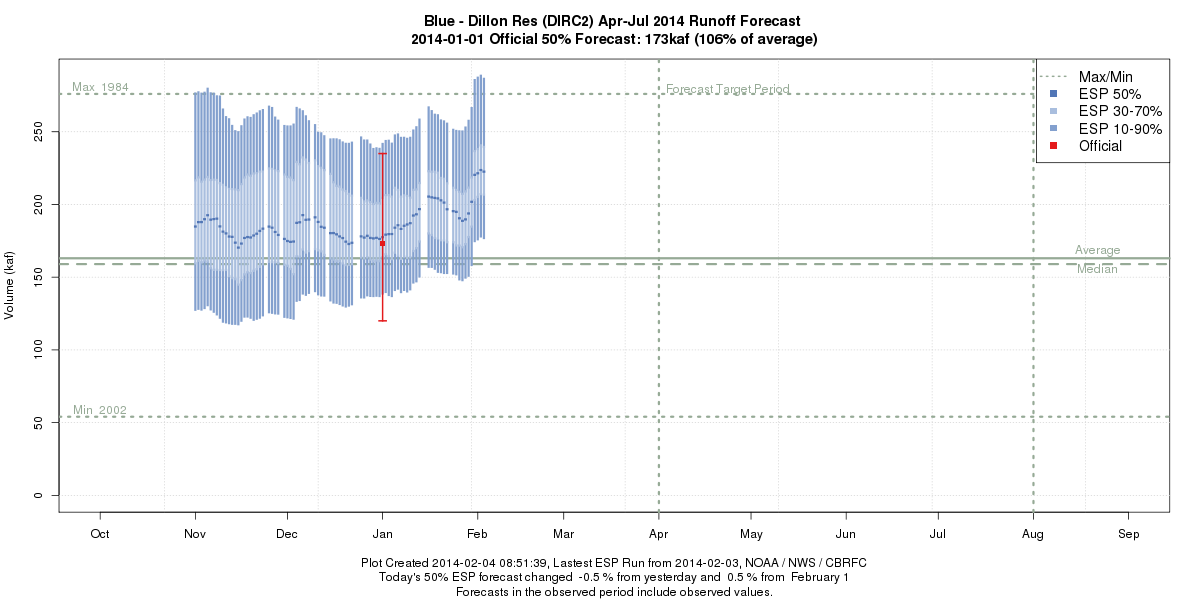 Blue - Dillon Res (DIRC2) Apr-Jul 2014 Runoff Forecast
2014-01-01 Official 50% Forecast: 173kaf (106% of average)
Max 1984
Forecast Target Period
Max/Min
ESP 50%
ESP 30-70%
ESP 10-90%
Official
Average
Median
Min 2002
Volume (kaf)
250
200
150
100
50
0
Oct Nov Dec Jan Feb Mar Apr May Jun Jul Aug Sep
Plot Created 2014-02-04 08:51:39, Lastest ESP Run from 2014-02-03, NOAA / NWS / CBRFC
Today's 50% ESP forecast changed -0.5 % from yesterday and 0.5 % from February 1
Forecasts in the observed period include observed values.